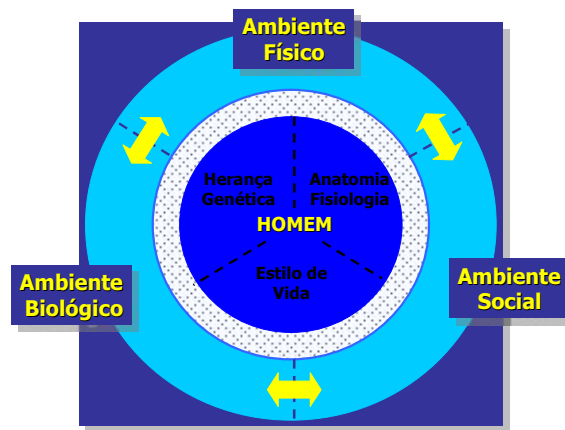 Ambiente
Físico
Herança
Genética
Anatomia
Fisiologia
HOMEM
Estilo de
Vida
Ambiente
Biológico
Ambiente
Social